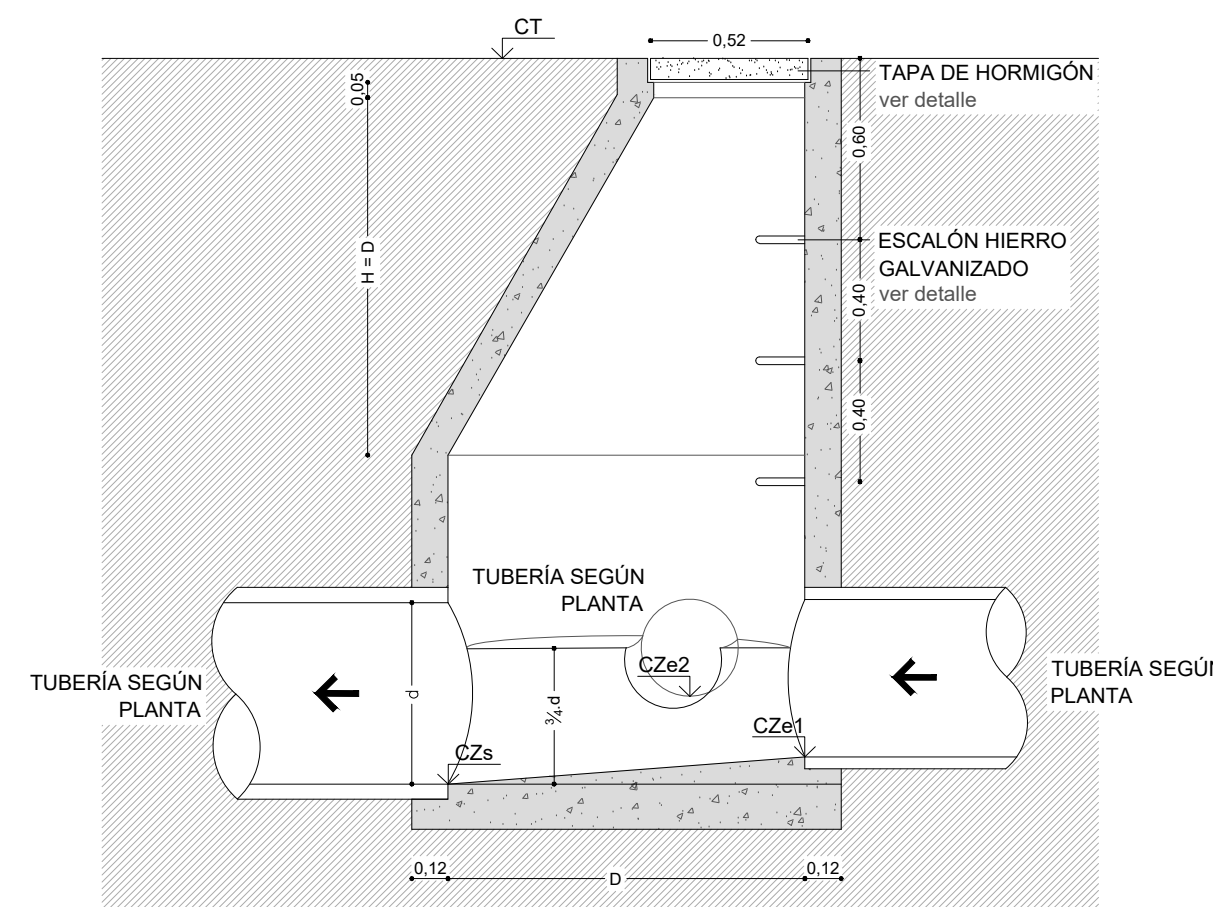 CT
0,52
TAPA DE HORMIGÓN
ver detalle
0,05
0,60
H = D
ESCALÓN HIERRO
GALVANIZADO
ver detalle
0,40
0,40
TUBERÍA SEGÚN
PLANTA
CZe2
TUBERÍA SEGÚN
PLANTA
d
¾.d
TUBERÍA SEGÚN
PLANTA
CZe1
CZs
0,12
D
0,12